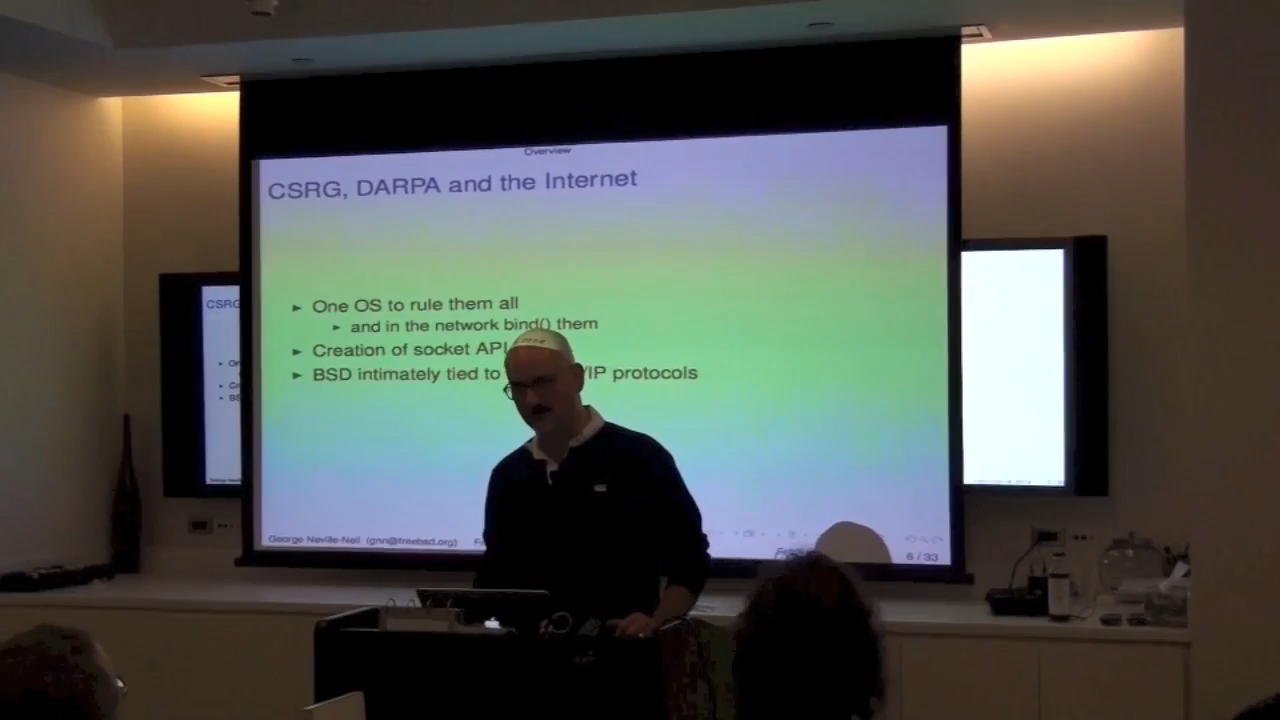 Overview
CSRG, DARPA and the Internet
► One OS to rule them all
► and in the network bind() them
► Creation of socket API
► BSD intimately tied to /IP protocols
George Neville-Neil (gnn@freebsd.org)
6 / 33
CSRG